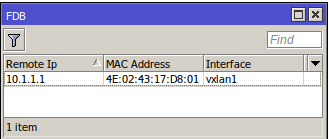 FDB
Find
Remote Ip MAC Address Interface
10.1.1.1 4E:02:43:17:D8:01 vxlan1
1 item